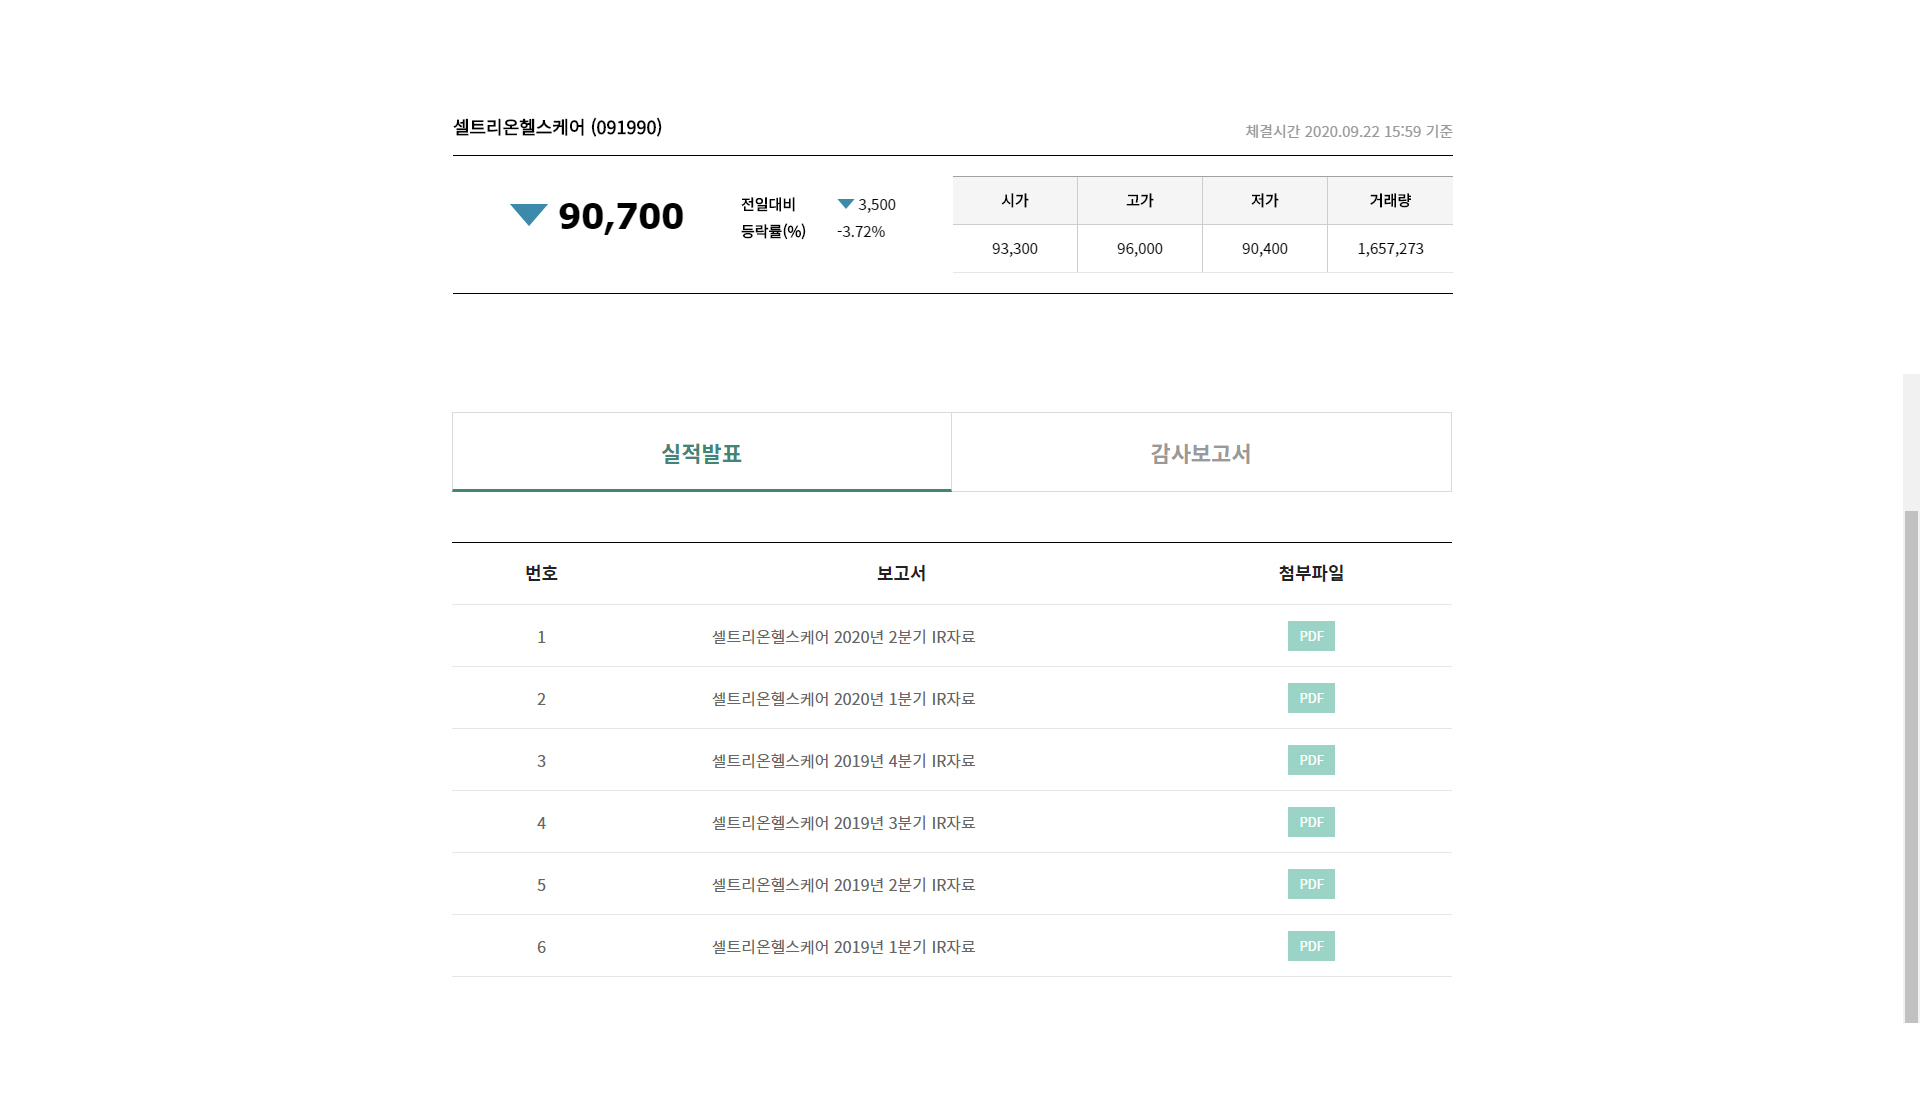 셀트리온헬스케어 (091990)
체결시간 2020.09.22 15:59 기준
90,700
전일대비 3,500
등락률(%) -3.72%
시가 고가 저가 거래량
93,300 96,000 90,400 1,657,273
실적발표 감사보고서
번호 보고서 첨부파일
1 셀트리온헬스케어 2020년 2분기 IR자료 PDF
2 셀트리온헬스케어 2020년 1분기 IR자료 PDF
3 셀트리온헬스케어 2019년 4분기 IR자료 PDF
4 셀트리온헬스케어 2019년 3분기 IR자료 PDF
5 셀트리온헬스케어 2019년 2분기 IR자료 PDF
6 셀트리온헬스케어 2019년 1분기 IR자료 PDF